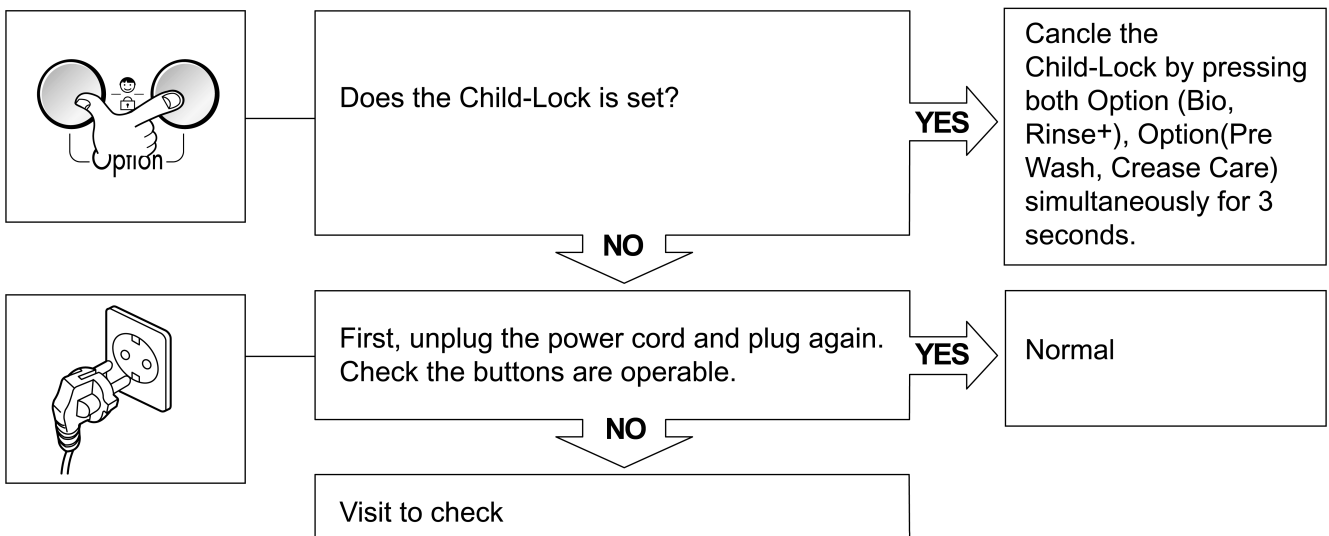 Option
Does the Child-Lock is set?
YES
Cancle the
Child-Lock by pressing
both Option (Bio,
Rinse+), Option(Pre
Wash, Crease Care)
simultaneously for 3
seconds.
NO
First, unplug the power cord and plug again.
Check the buttons are operable.
YES
Normal
NO
Visit to check